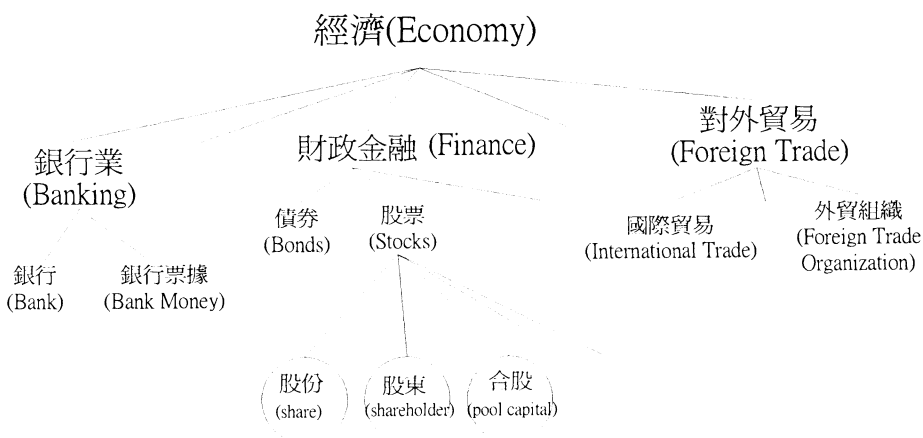 經濟(Economy)
銀行業
(Banking)
財政金融 (Finance)
對外貿易
(Foreign Trade)
銀行
(Bank)
銀行票據
(Bank Money)
債券
(Bonds)
股票
(Stocks)
國際貿易
(International Trade)
外貿組織
(Foreign Trade
Organization)
股份
(share)
股東
(shareholder)
合股
(pool capital)